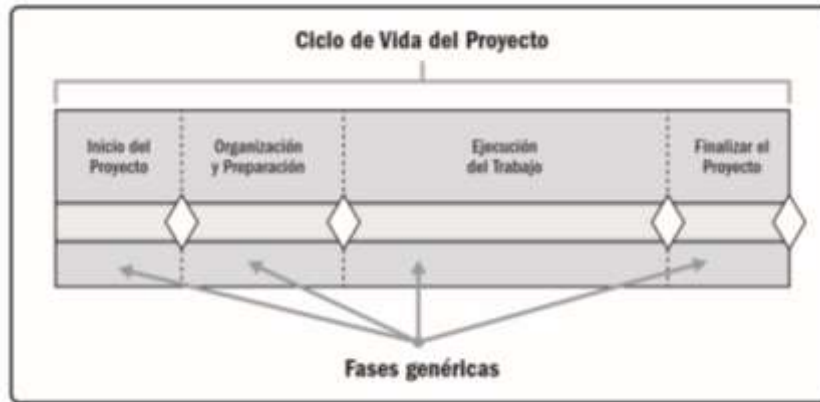 Ciclo de Vida del Proyecto
Inicio del
Proyecto
Organización
y Preparación
Ejecución
del Trabajo
Finalizar el
Proyecto
Fases genéricas